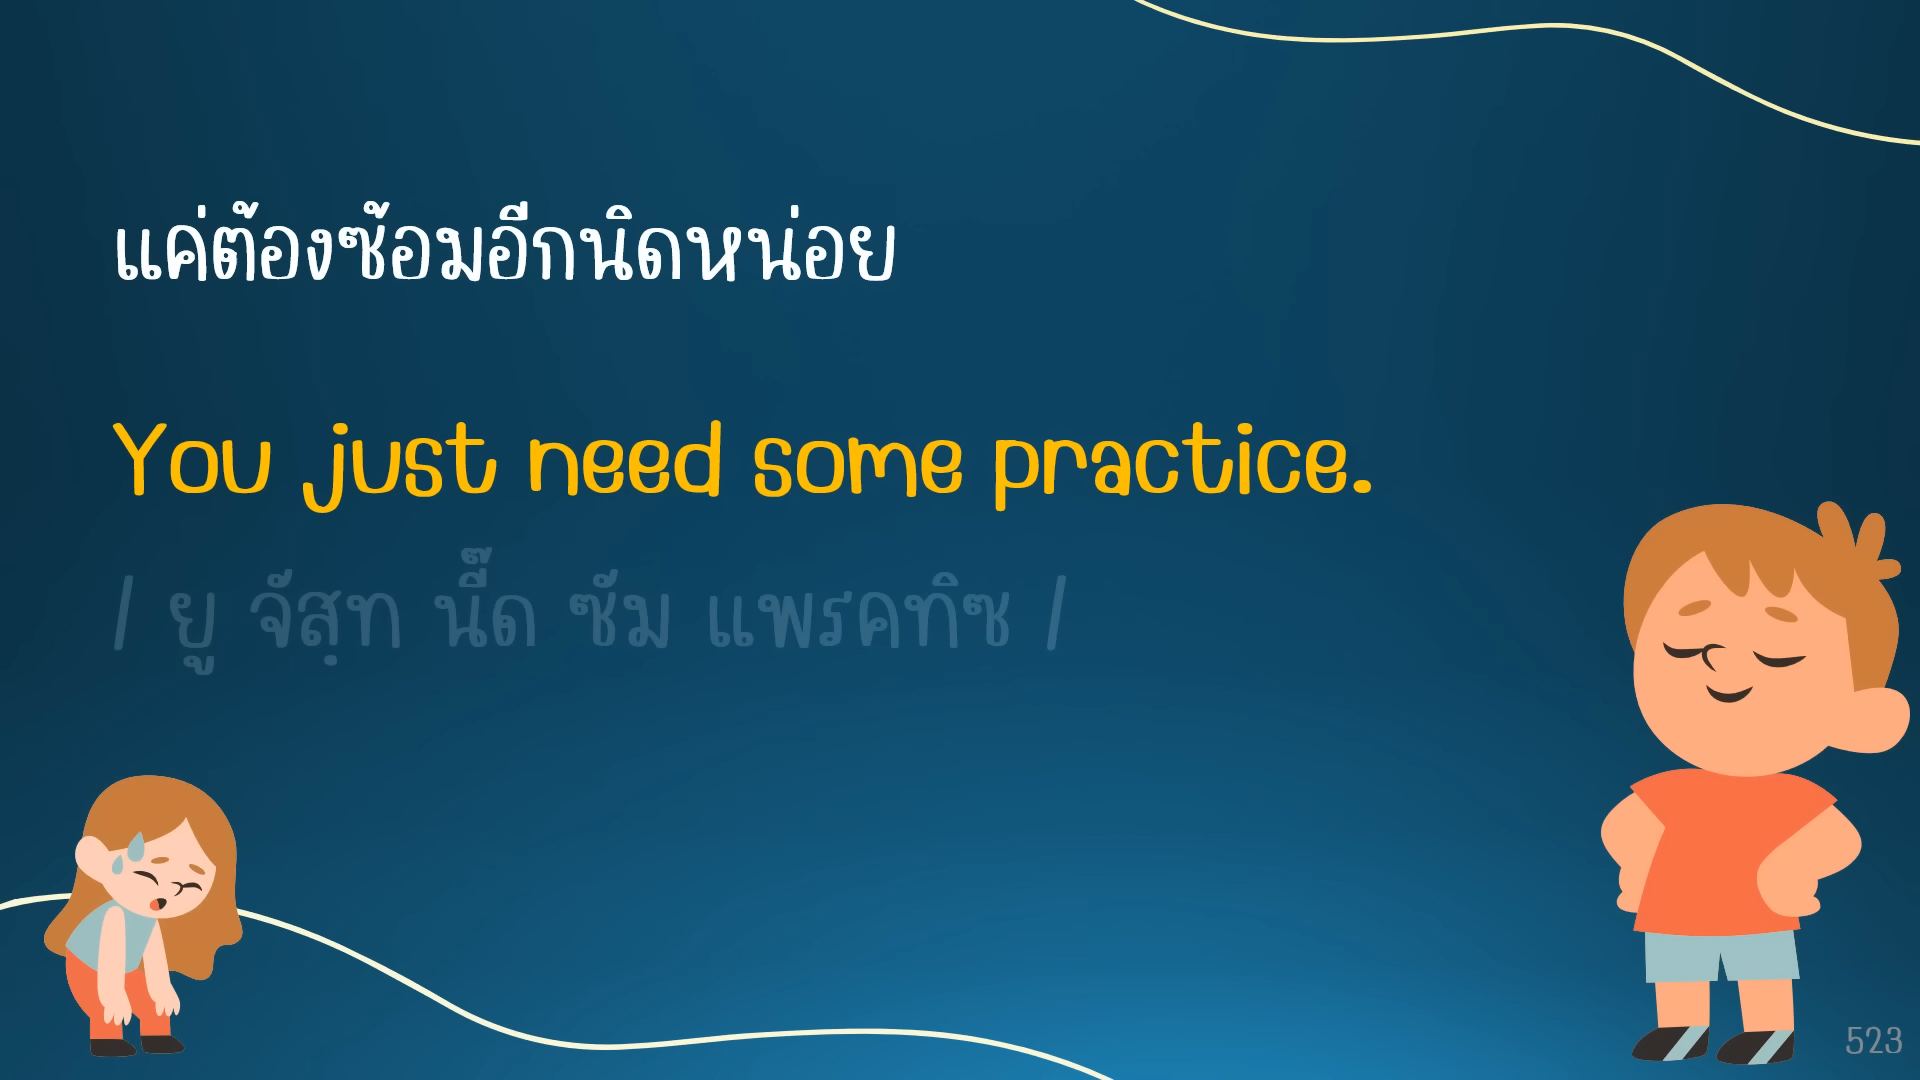 แค่ต้องซ้อมอีกนิดหน่อย
You just need some practice.
/ ยู จัสฺท นี๊ด ซัม แพรคทิซ /
523